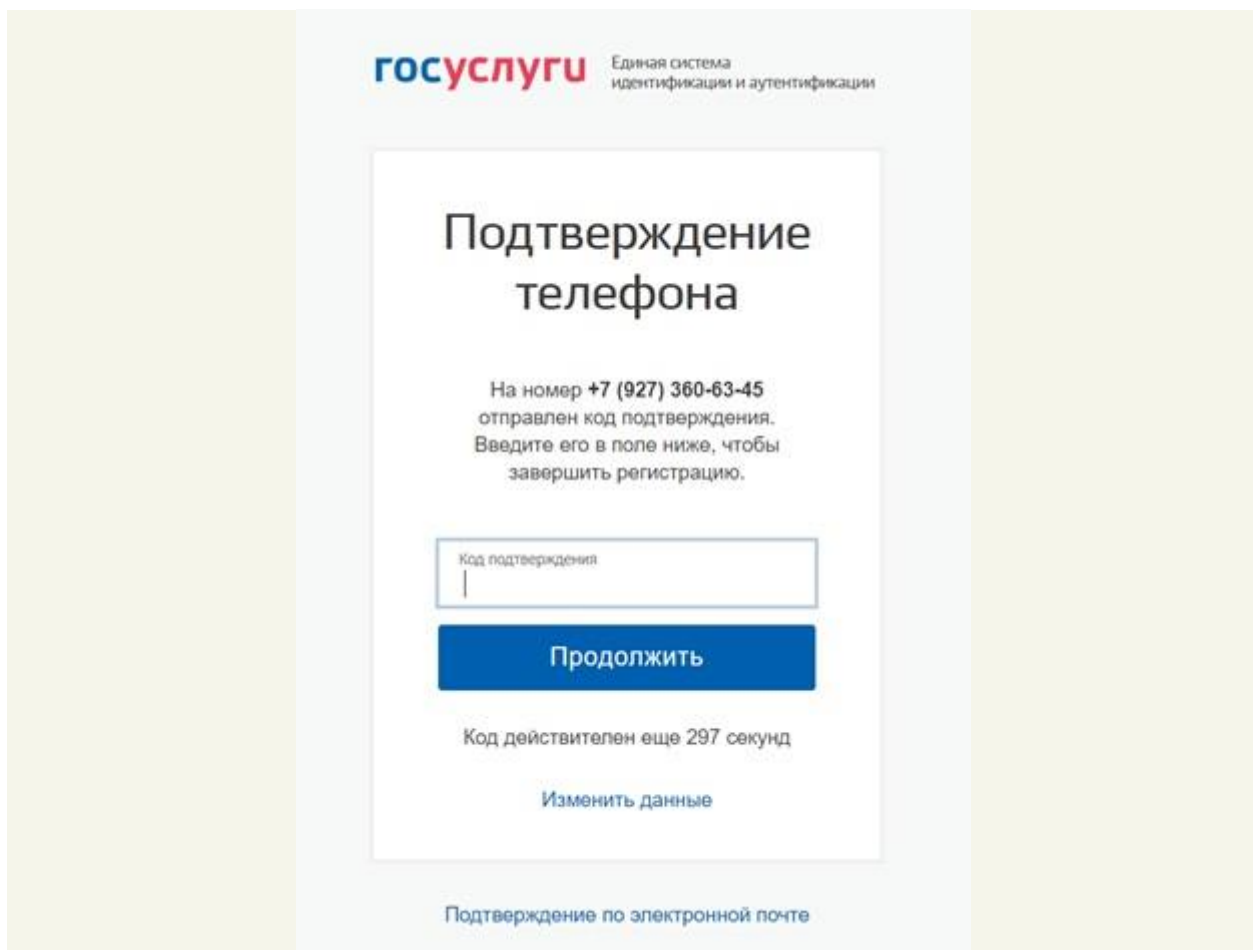 госуслуги
Единая система
идентификации и аутентификации
Подтверждение
телефона
На номер +7 (927) 360-63-45
отправлен код подтверждения.
Введите его в поле ниже, чтобы
завершить регистрацию.
Код подтверждения
Продолжить
Код действителен еще 297 секунд
Изменить данные
Подтверждение по электронной почте